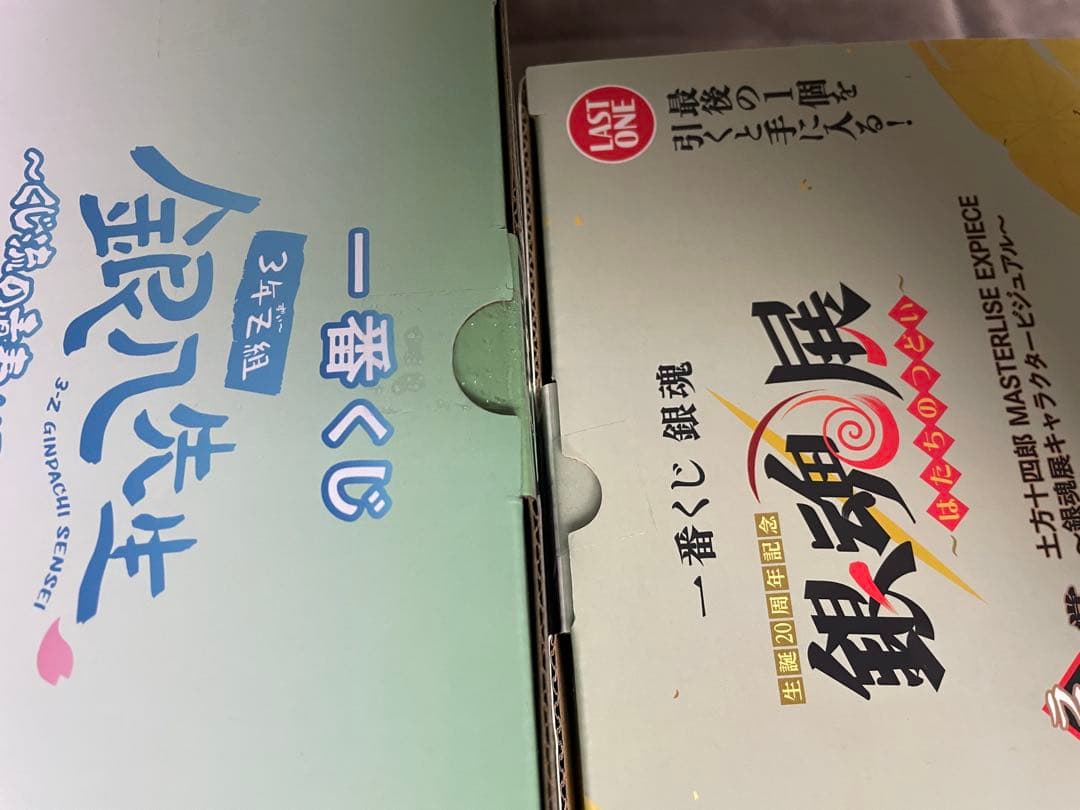 一番くじ
3年Z組
銀八先生
3-Z GINPACHI SENSEI
LAST
ONE
最後の1個を
引くと手に入る!
一番くじ 銀魂
生誕20周年記念
銀魂展
~はたちのつどい~
土方十四郎 MASTERLISE EXPIECE
~銀魂展キャラクタービジュアル~